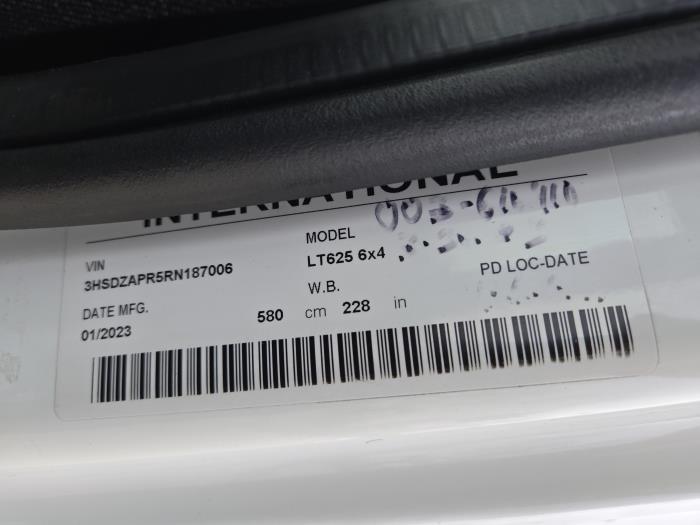 INTERNATIONAL
VIN
3HSDZAPR5RN187006
MODEL
LT625 6x4
DATE MFG.
01/2023
W.B.
580 cm 228 in
PD LOC-DATE